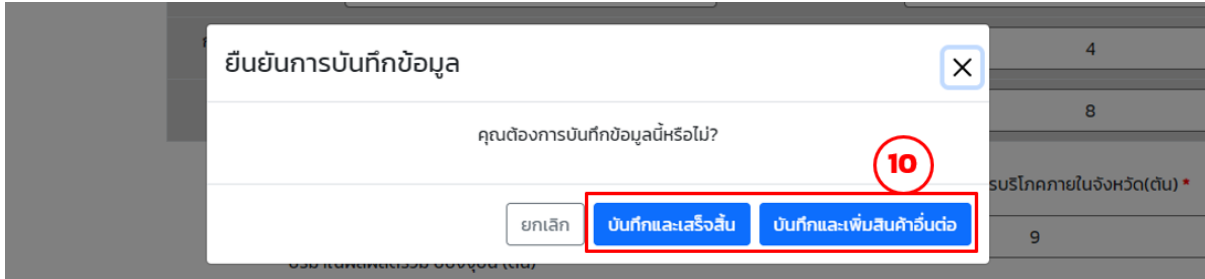 4
ยืนยันการบันทึกข้อมูล
8
คุณต้องการบันทึกข้อมูลนี้หรือไม่?
10
รบริโภคภายในจังหวัด(ตัน) *
ยกเลิก บันทึกและเสร็จสิ้น บันทึกและเพิ่มสินค้าอื่นต่อ
9